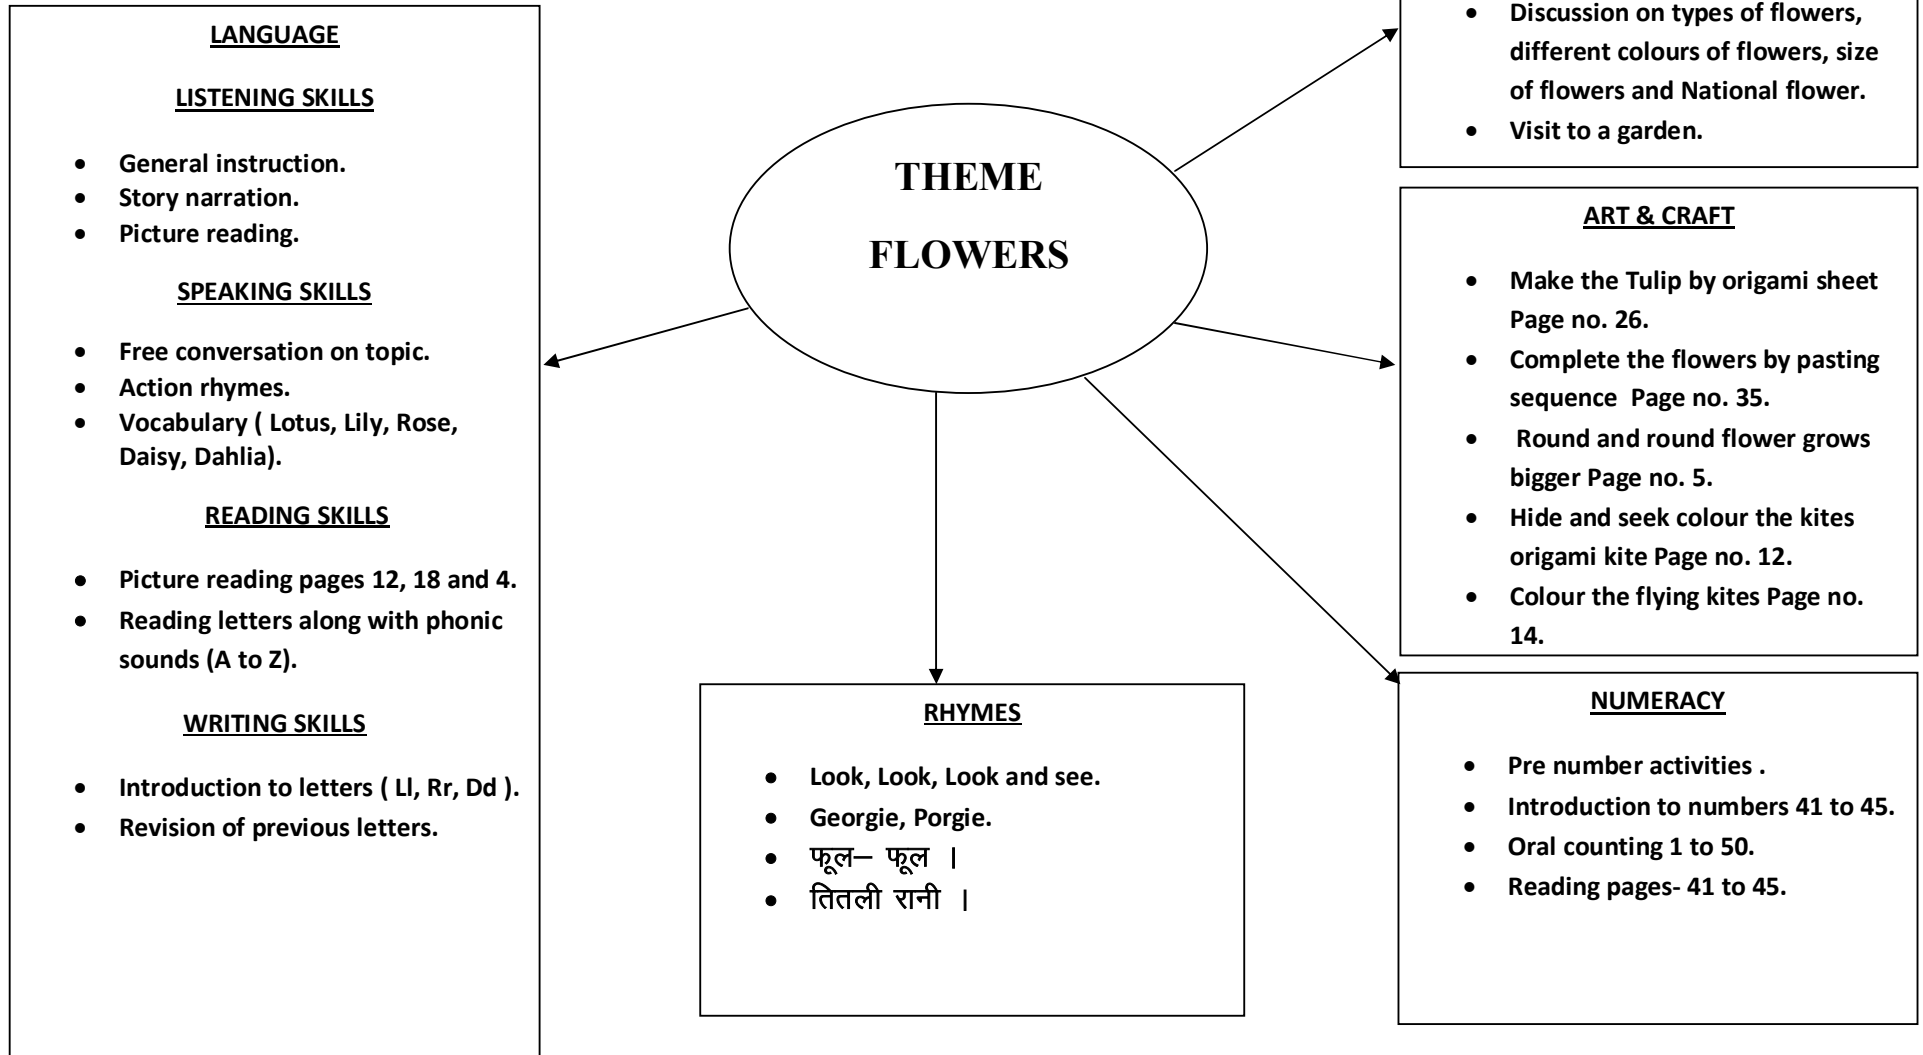 LANGUAGE
LISTENING SKILLS
• General instruction.
• Story narration.
• Picture reading.
SPEAKING SKILLS
• Free conversation on topic.
• Action rhymes.
• Vocabulary ( Lotus, Lily, Rose,
Daisy, Dahlia).
READING SKILLS
• Picture reading pages 12, 18 and 4.
• Reading letters along with phonic
sounds (A to Z).
WRITING SKILLS
• Introduction to letters ( Ll, Rr, Dd ).
• Revision of previous letters.
THEME
FLOWERS
RHYMES
• Look, Look, Look and see.
• Georgie, Porgie.
• फूल– फूल ।
• तितली रानी ।
• Discussion on types of flowers,
different colours of flowers, size
of flowers and National flower.
• Visit to a garden.
ART & CRAFT
• Make the Tulip by origami sheet
Page no. 26.
• Complete the flowers by pasting
sequence Page no. 35.
• Round and round flower grows
bigger Page no. 5.
• Hide and seek colour the kites
origami kite Page no. 12.
• Colour the flying kites Page no.
14.
NUMERACY
• Pre number activities .
• Introduction to numbers 41 to 45.
• Oral counting 1 to 50.
• Reading pages- 41 to 45.